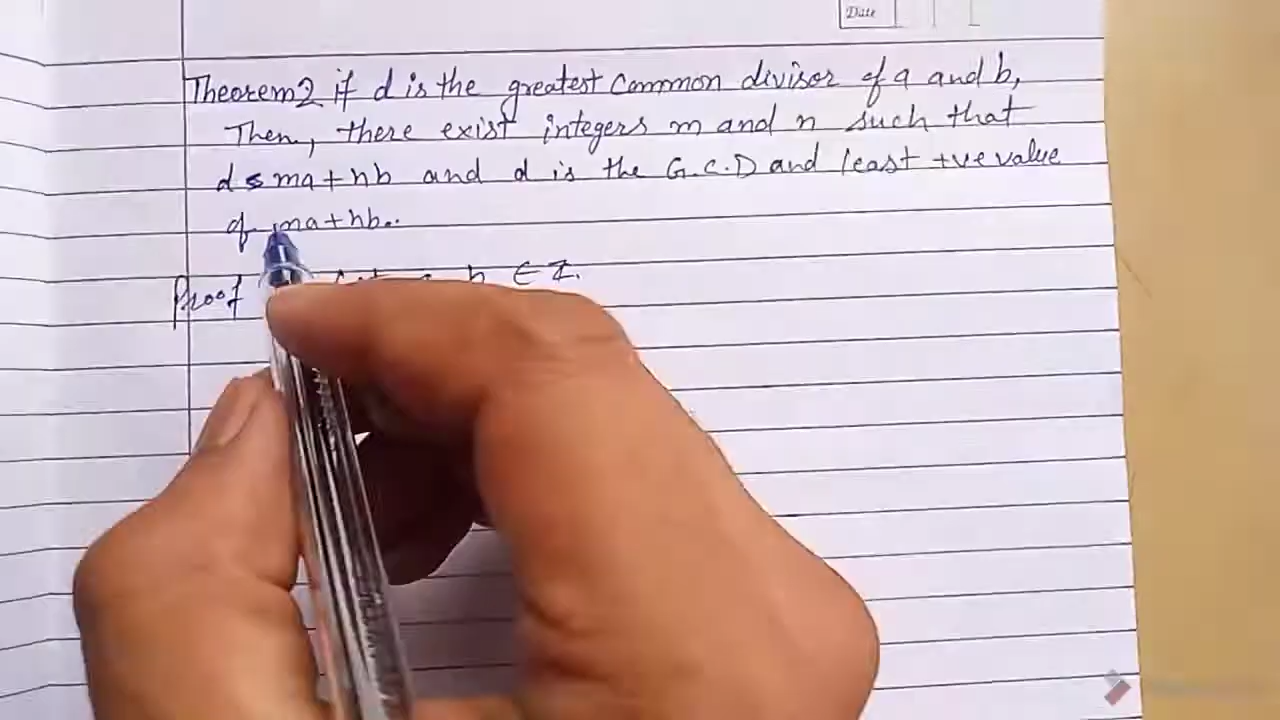 Date
Theorem 2 if d is the greatest common divisor of a and b,
Then, there exist integers m and n such that
d = ma + nb and d is the G.C.D and least +ve value
of ma + nb..
Proof b ∈ Z.